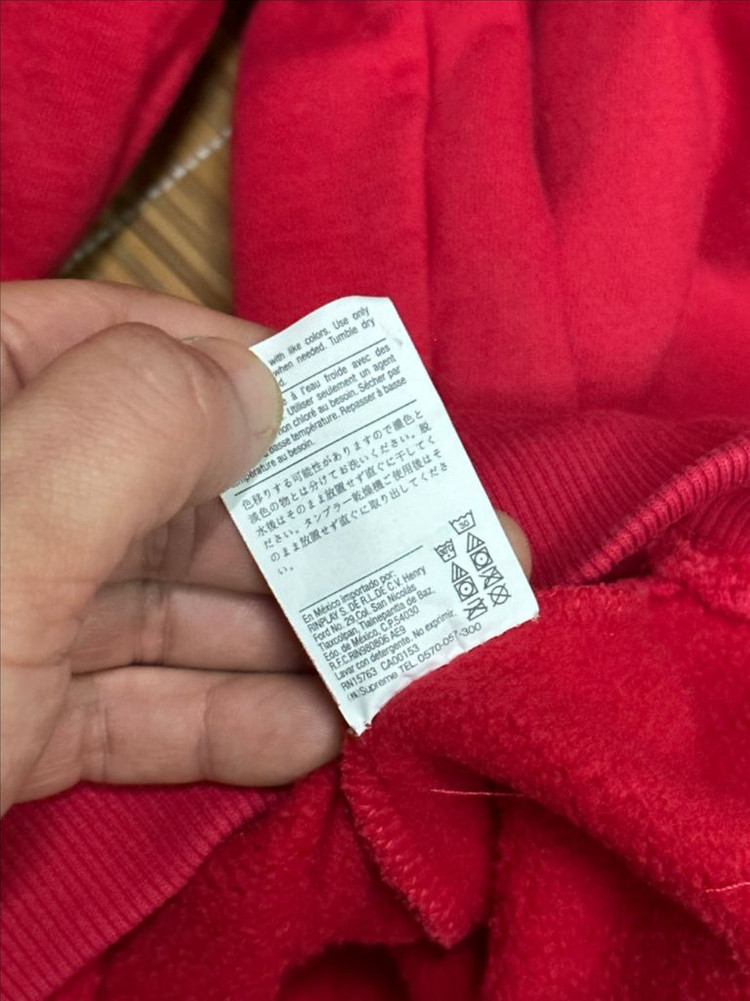 with like colors. Use only
when needed. Tumble dry
d.
à l'eau froide avec des
Utiliser seulement un agent
non chloré au besoin. Sécher par
basse température. Repasser à basse
température au besoin.
色移りする可能性がありますので濃色と
淡色の物とは分けてお洗いください。脱
水後はそのまま放置せず直ぐに干してく
ださい。タンブラー乾燥機ご使用後はそ
のまま放置せず直ぐに取り出してくださ
い。
En México importado por:
RINPLAY S. DE R.L.DE C.V. Henry
Ford No. 29.Col. San Nicolás
Tlaxcolpan, Tlalnepantla de Baz,
Edo. de México, C.P.54030
R.F.C.RIN980806 AE9
Lavar con detergente. No exprimir.
RN15763 CA00153
(N)Supreme TEL 0570-057-300
30